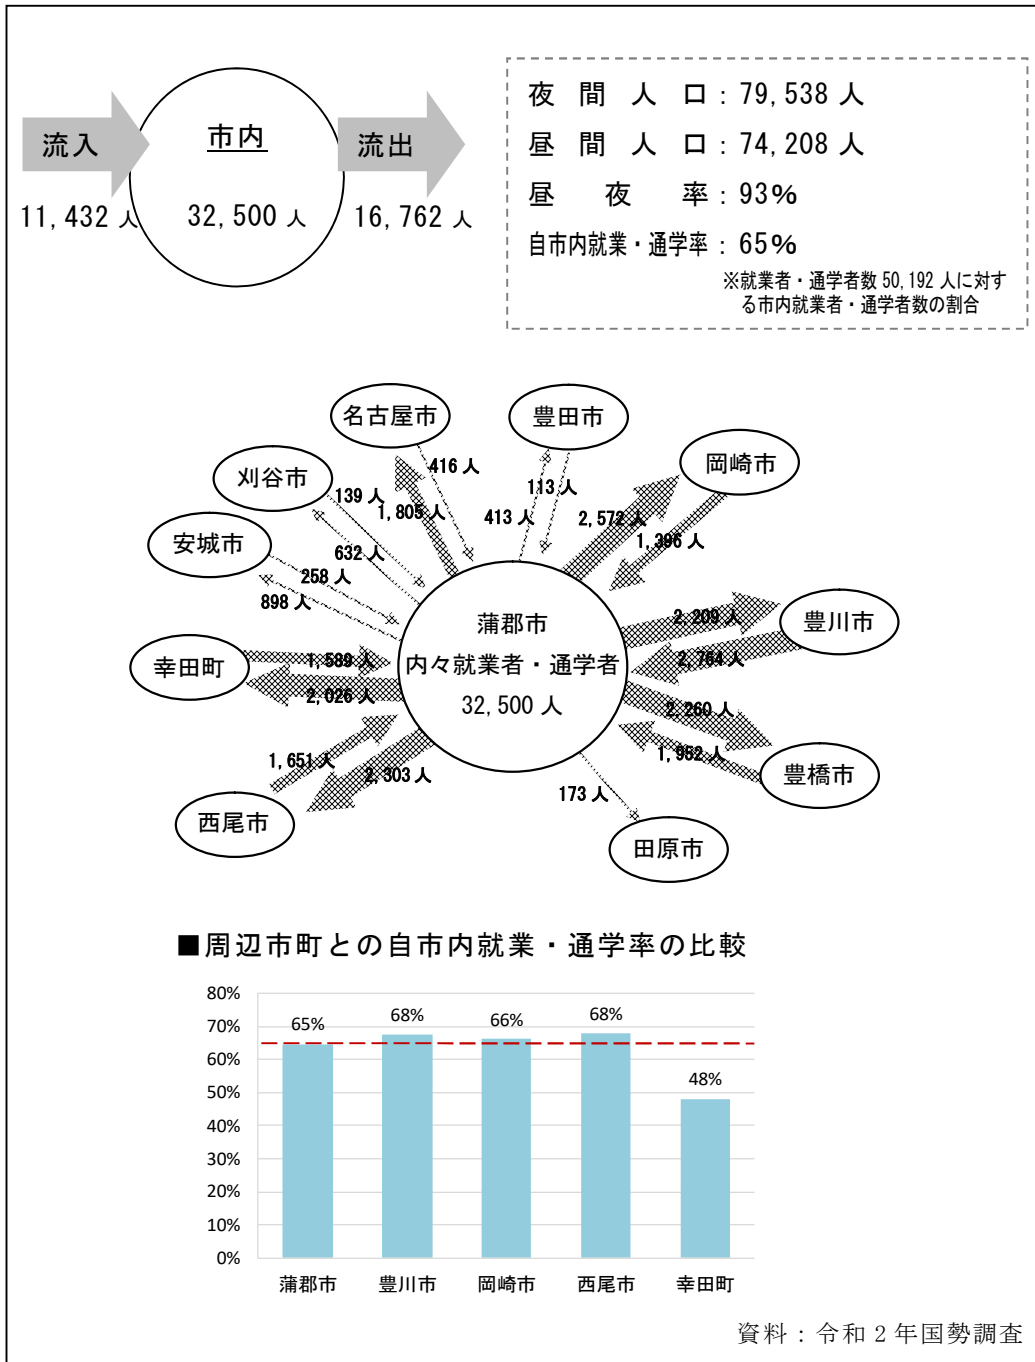 流入
市内
流出
11,432 人
32,500 人
16,762 人
夜間人口：79,538 人
昼間人口：74,208 人
昼夜率：93%
自市内就業・通学率：65%
※就業者・通学者数 50,192 人に対す
る市内就業者・通学者数の割合
名古屋市
豊田市
岡崎市
刈谷市
安城市
幸田町
西尾市
豊川市
豊橋市
田原市
416 人
1,805 人
113 人
413 人
2,572 人
1,396 人
139 人
632 人
258 人
898 人
2,209 人
2,764 人
1,589 人
2,026 人
2,260 人
1,952 人
1,651 人
2,303 人
173 人
蒲郡市
内々就業者・通学者
32,500 人
■周辺市町との自市内就業・通学率の比較
80%
70%
60%
50%
40%
30%
20%
10%
0%
65%
68%
66%
68%
48%
蒲郡市
豊川市
岡崎市
西尾市
幸田町
資料：令和２年国勢調査